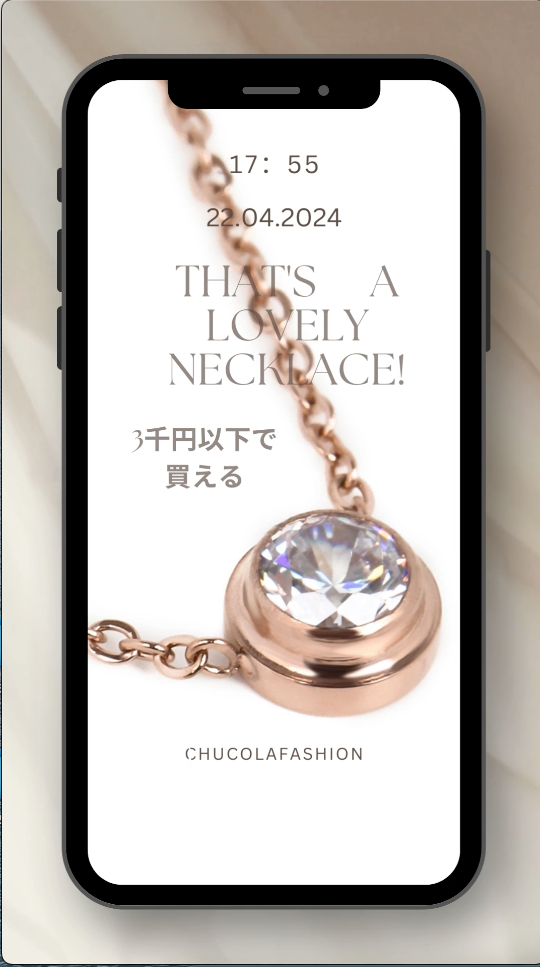 17: 55
22.04.2024
THAT'S A
LOVELY
NECKLACE!
3千円以下で
買える
CHUCOLAFASHION